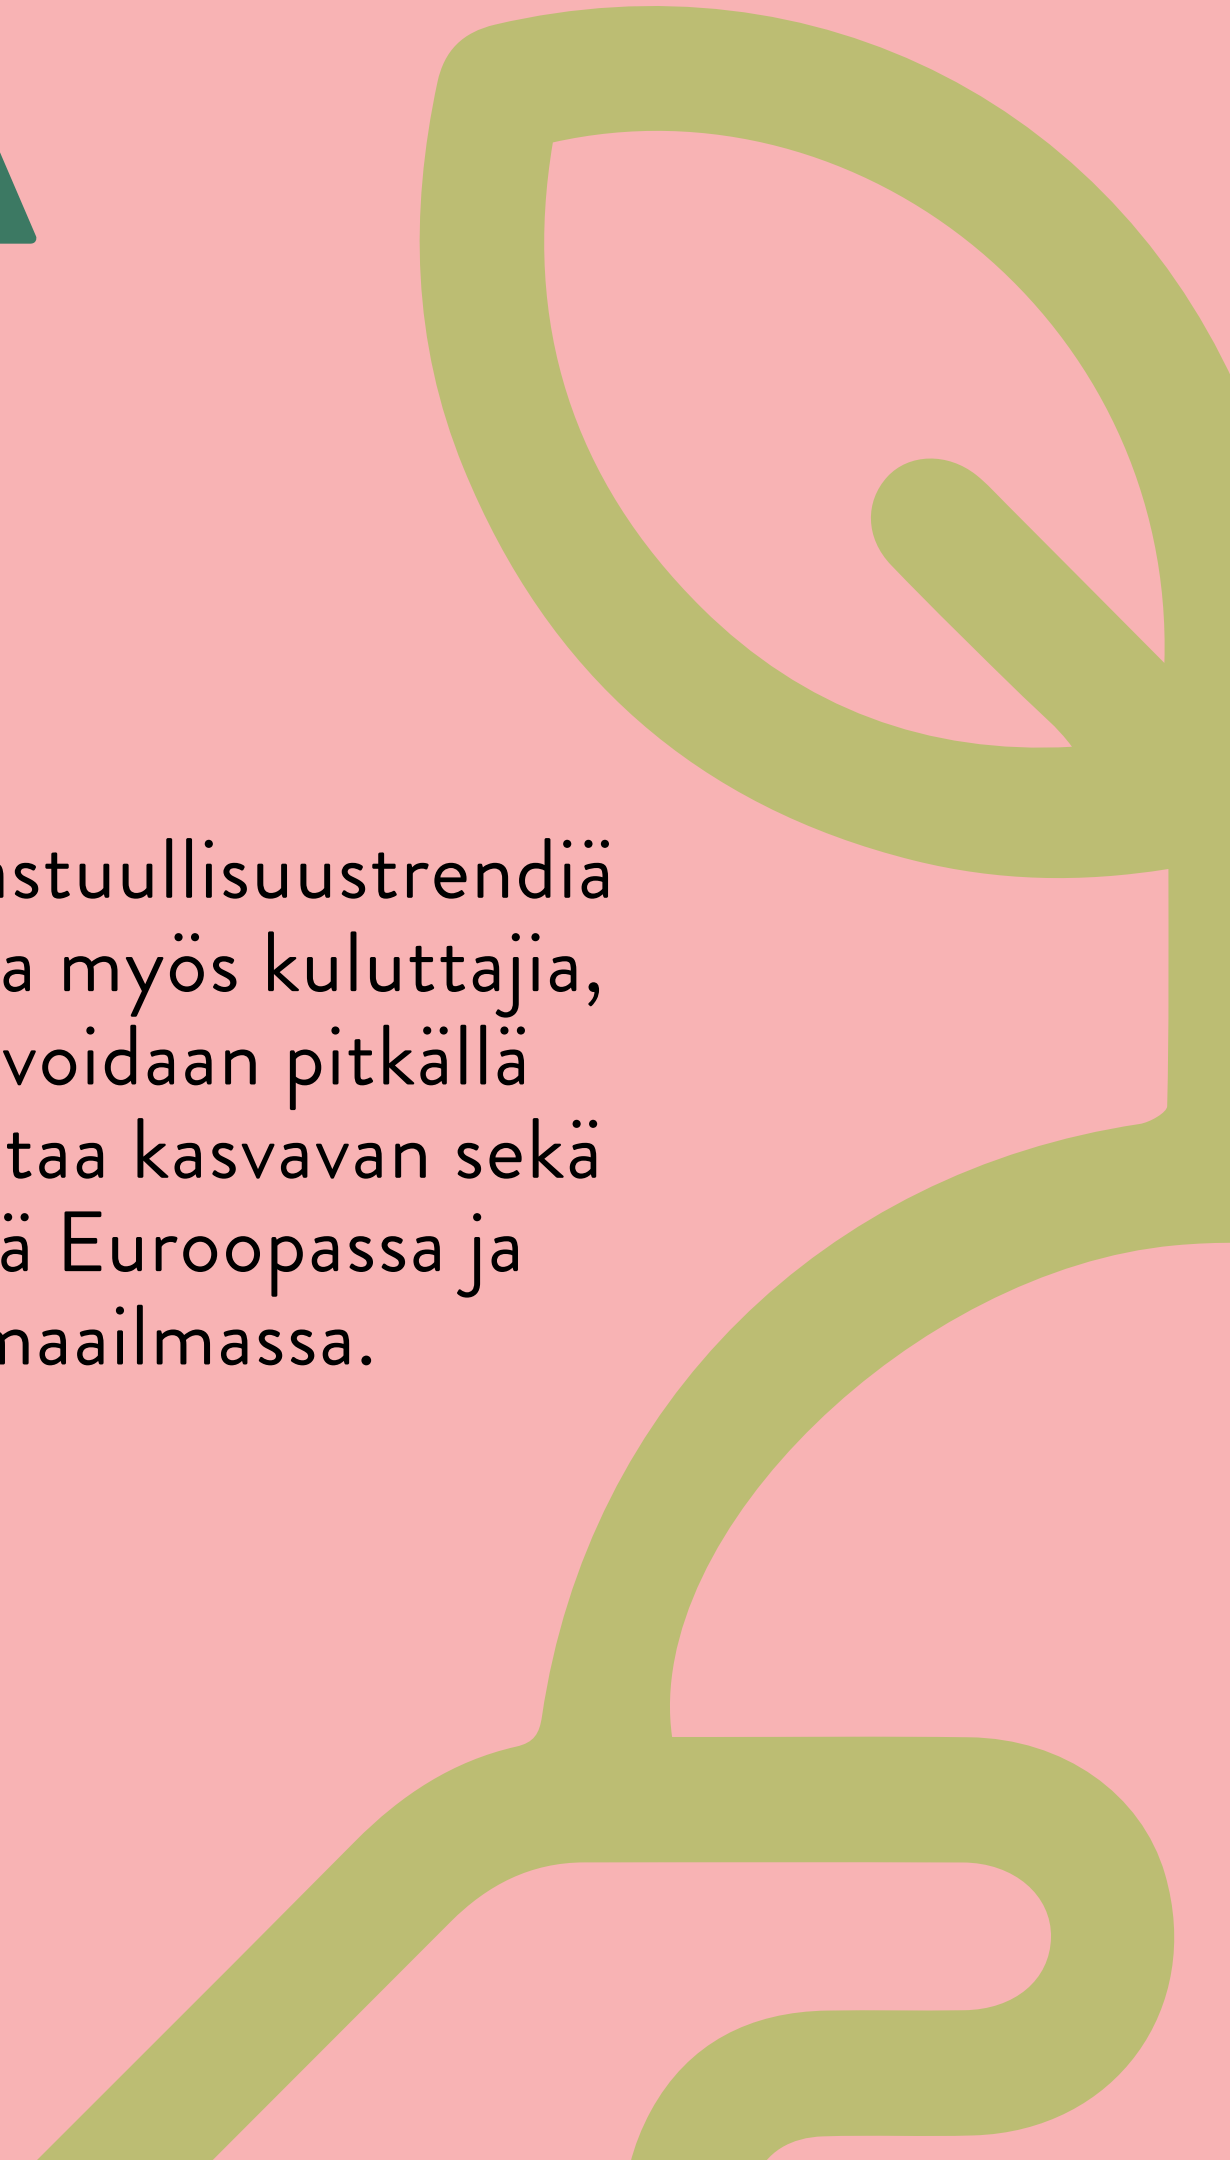 stuullisuustrendiä
a myös kuluttajia,
voidaan pitkällä
taa kasvavan sekä
ä Euroopassa ja
maailmassa.